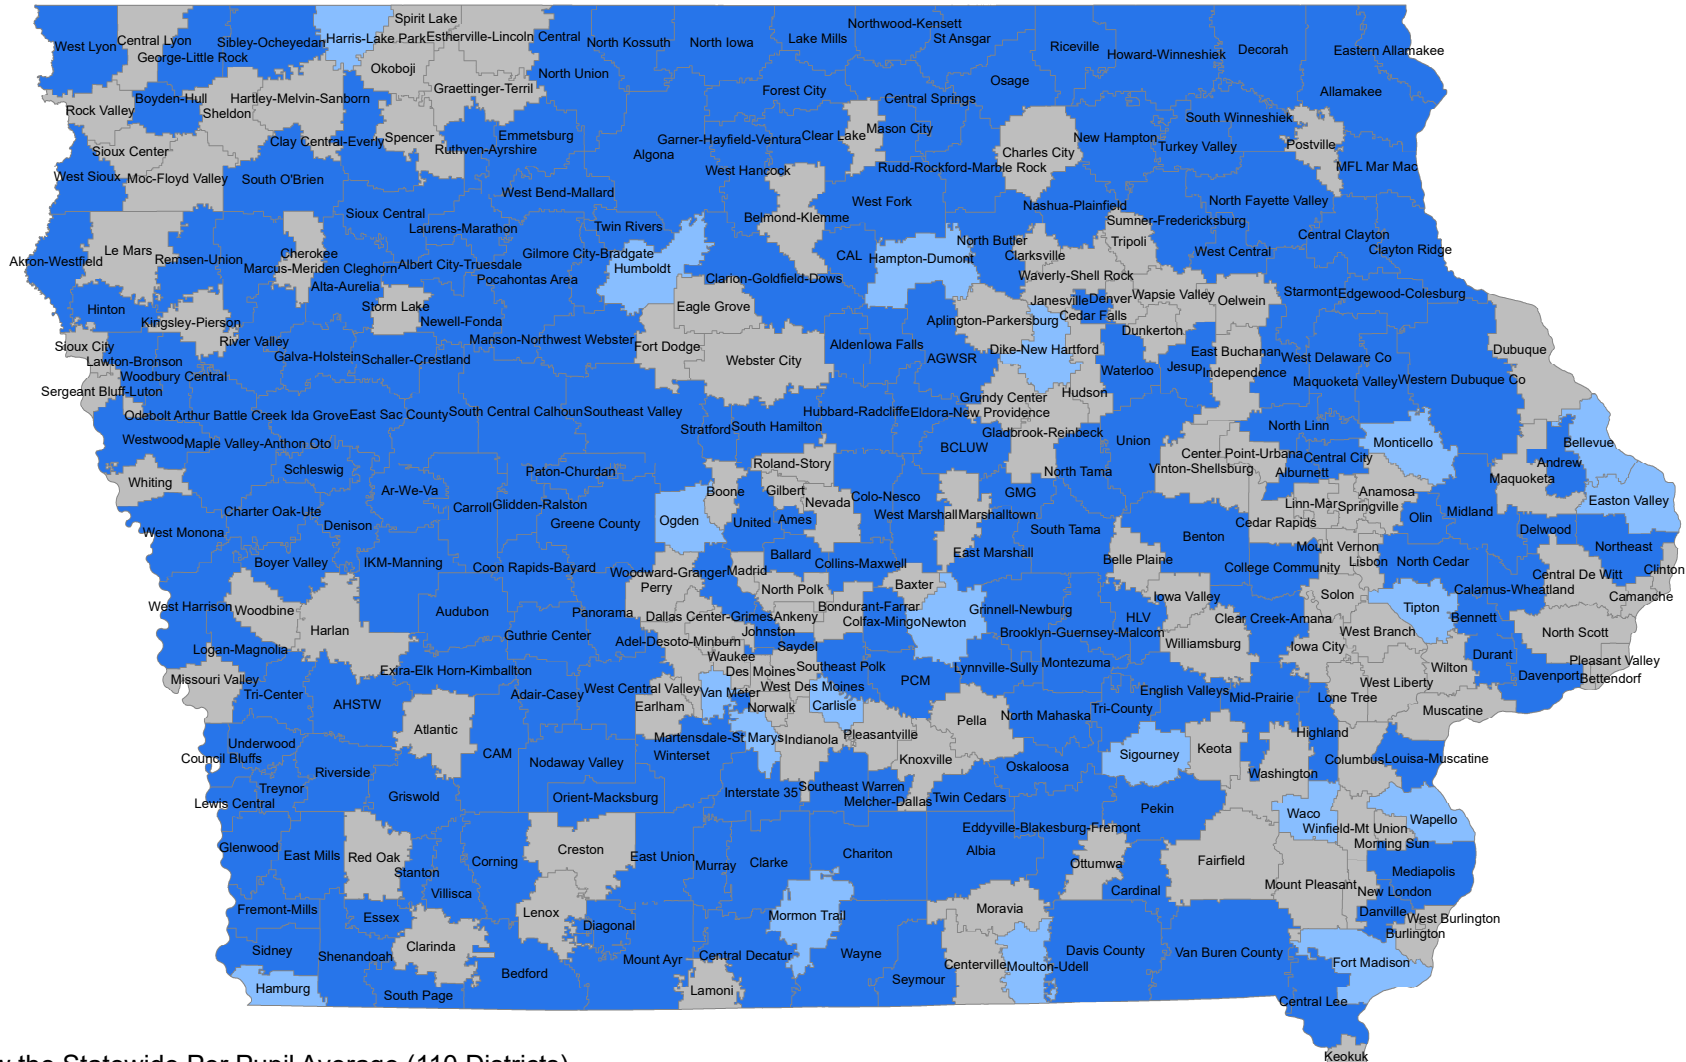 Spirit Lake
Northwood-Kensett
Central Lyon
Harris-Lake Park
Estherville-Lincoln
Central
Lake Mills
St Ansgar
West Lyon
Sibley-Ocheyedan
North Kossuth
North Iowa
Riceville
Howard-Winneshiek
Decorah
Eastern Allamakee
George-Little Rock
Okoboji
North Union
Osage
Graettinger-Terril
Forest City
Central Springs
Allamakee
Rock Valley
Boyden-Hull
Sheldon
Hartley-Melvin-Sanborn
South Winneshiek
Clay Central-Everly
Spencer
Emmetsburg
Garner-Hayfield-Ventura
Clear Lake
Mason City
New Hampton
Turkey Valley
Postville
Sioux Center
Ruthven-Ayrshire
Algona
Charles City
West Sioux
Moc-Floyd Valley
South O'Brien
West Hancock
Rudd-Rockford-Marble Rock
MFL Mar Mac
West Bend-Mallard
West Fork
Nashua-Plainfield
North Fayette Valley
Sioux Central
Laurens-Marathon
Twin Rivers
Belmond-Klemme
Sumner-Fredericksburg
Le Mars
Cherokee
Gilmore City-Bradgate
CAL
Hampton-Dumont
North Butler
Clarksville
Tripoli
West Central
Central Clayton
Clayton Ridge
Akron-Westfield
Remsen-Union
Marcus-Meriden Cleghorn
Albert City-Truesdale
Humboldt
Pocahontas Area
Clarion-Goldfield-Dows
Waverly-Shell Rock
Alta-Aurelia
Hinton
Storm Lake
Eagle Grove
Janesville
Denver
Wapsie Valley
Oelwein
Starmont
Edgewood-Colesburg
Kingsley-Pierson
Newell-Fonda
Aplington-Parkersburg
Cedar Falls
Dunkerton
Sioux City
River Valley
Manson-Northwest Webster
Fort Dodge
Alden
Iowa Falls
Dike-New Hartford
East Buchanan
Dubuque
Lawton-Bronson
Galva-Holstein
Schaller-Crestland
Webster City
AGWSR
Waterloo
Jesup
Independence
West Delaware Co
Woodbury Central
Maquoketa Valley
Western Dubuque Co
Sergeant Bluff-Luton
Grundy Center
Hudson
Odebolt Arthur Battle Creek Ida Grove
East Sac County
South Central Calhoun
Southeast Valley
Hubbard-Radcliffe
Eldora-New Providence
Stratford
South Hamilton
Gladbrook-Reinbeck
North Linn
Westwood
Maple Valley-Anthon Oto
BCLUW
Union
Monticello
Bellevue
Schleswig
Paton-Churdan
Roland-Story
North Tama
Center Point-Urbana
Vinton-Shellsburg
Central City
Alburnett
Andrew
Whiting
Ar-We-Va
Boone
Gilbert
Nevada
Colo-Nesco
GMG
Anamosa
Maquoketa
Easton Valley
Charter Oak-Ute
Carroll
Glidden-Ralston
Greene County
Ogden
United
Ames
West Marshall
Marshalltown
Linn-Mar
Springville
Olin
Midland
West Monona
Denison
South Tama
Cedar Rapids
Benton
Delwood
Boyer Valley
IKM-Manning
Coon Rapids-Bayard
Ballard
Collins-Maxwell
East Marshall
Belle Plaine
College Community
Mount Vernon
Lisbon
North Cedar
Northeast
Woodward-Granger
Madrid
Central De Witt
Clinton
Perry
North Polk
Baxter
Iowa Valley
Solon
Calamus-Wheatland
Camanche
West Harrison
Woodbine
Audubon
Panorama
Dallas Center-Grimes
Ankeny
Bondurant-Farrar
Colfax-Mingo
Newton
Grinnell-Newburg
HLV
Clear Creek-Amana
Tipton
Bennett
Harlan
Guthrie Center
Adel-Desoto-Minburn
Johnston
Saydel
Brooklyn-Guernsey-Malcom
Williamsburg
Iowa City
West Branch
North Scott
Logan-Magnolia
Waukee
Des Moines
Southeast Polk
Lynnville-Sully
Montezuma
Wilton
Durant
Pleasant Valley
Missouri Valley
Exira-Elk Horn-Kimballton
PCM
West Liberty
Davenport
Bettendorf
Tri-Center
AHSTW
Adair-Casey
West Central Valley
Van Meter
West Des Moines
Carlisle
English Valleys
Mid-Prairie
Lone Tree
Earlham
Norwalk
Pella
North Mahaska
Tri-County
Muscatine
Atlantic
Martensdale-St Marys
Indianola
Pleasantville
Highland
Underwood
CAM
Nodaway Valley
Winterset
Knoxville
Oskaloosa
Sigourney
Keota
Columbus
Louisa-Muscatine
Council Bluffs
Riverside
Washington
Treynor
Griswold
Orient-Macksburg
Interstate 35
Southeast Warren
Melcher-Dallas
Twin Cedars
Lewis Central
Pekin
Waco
Wapello
Eddyville-Blakesburg-Fremont
Winfield-Mt Union
Glenwood
East Mills
Red Oak
Corning
Creston
East Union
Murray
Clarke
Chariton
Albia
Ottumwa
Fairfield
Morning Sun
Stanton
Mediapolis
Villisca
Cardinal
Mount Pleasant
New London
Fremont-Mills
Essex
Lenox
Diagonal
Mormon Trail
Moravia
Danville
West Burlington
Burlington
Sidney
Shenandoah
Clarinda
Mount Ayr
Central Decatur
Wayne
Centerville
Moulton-Udell
Davis County
Van Buren County
Fort Madison
Hamburg
South Page
Bedford
Lamoni
Seymour
Central Lee
Keokuk
the Statewide Per Pupil Average (110 Districts)